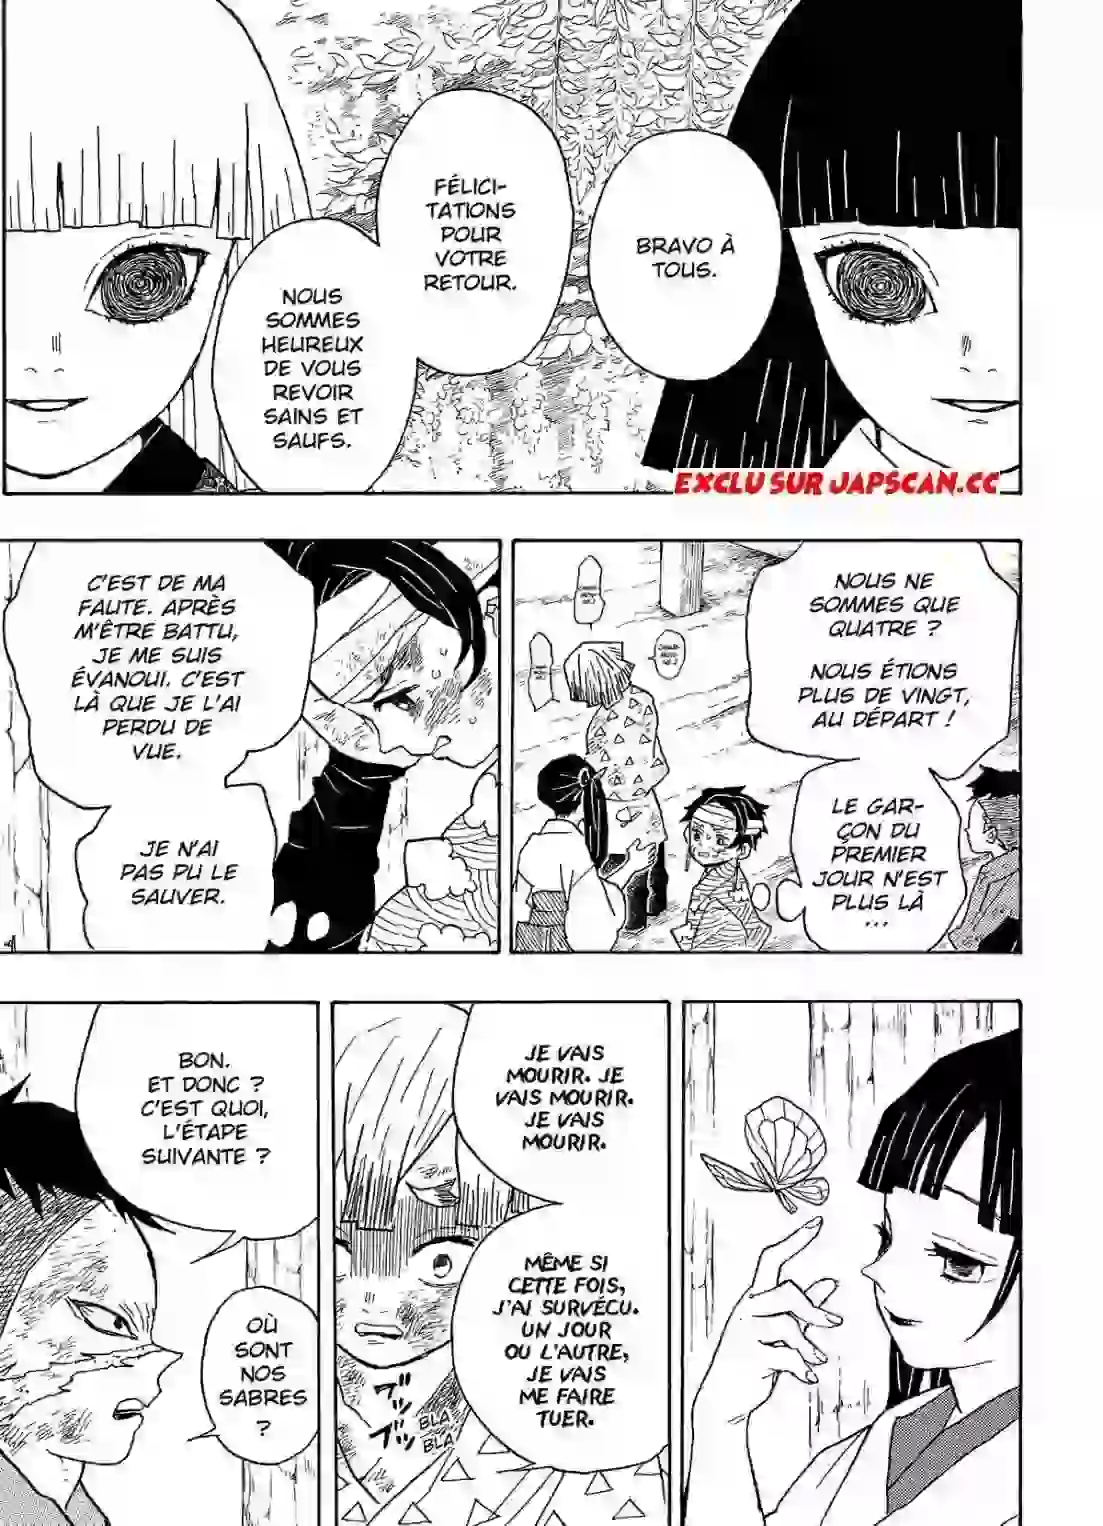 BRAVO À
TOUS.
FÉLICI-
TATIONS
POUR
VOTRE
RETOUR.
NOUS
SOMMES
HEUREUX
DE VOUS
REVOIR
SAINS ET
SAUFS.
EXCLU SUR JAPSCAN.CC
NOUS NE
SOMMES QUE
QUATRE ?
NOUS ÉTIONS
PLUS DE VINGT,
AU DÉPART !
LE GAR-
ÇON DU
PREMIER
JOUR N'EST
PLUS LÀ
...
C'EST DE MA
FAUTE. APRÈS
M'ÊTRE BATTU,
JE ME SUIS
ÉVANOUI. C'EST
LÀ QUE JE L'AI
PERDU DE
VUE.
JE N'AI
PAS PU LE
SAUVER.
JE VAIS
MOURIR. JE
VAIS MOURIR.
JE VAIS
MOURIR.
MÊME SI
CETTE FOIS,
J'AI SURVÉCU.
UN JOUR
OU L'AUTRE,
JE VAIS
ME FAIRE
TUER.
ブツ
ブツ
BLA
BLA
BON.
ET DONC ?
C'EST QUOI,
L'ÉTAPE
SUIVANTE ?
OÙ
SONT
NOS
SABRES
?